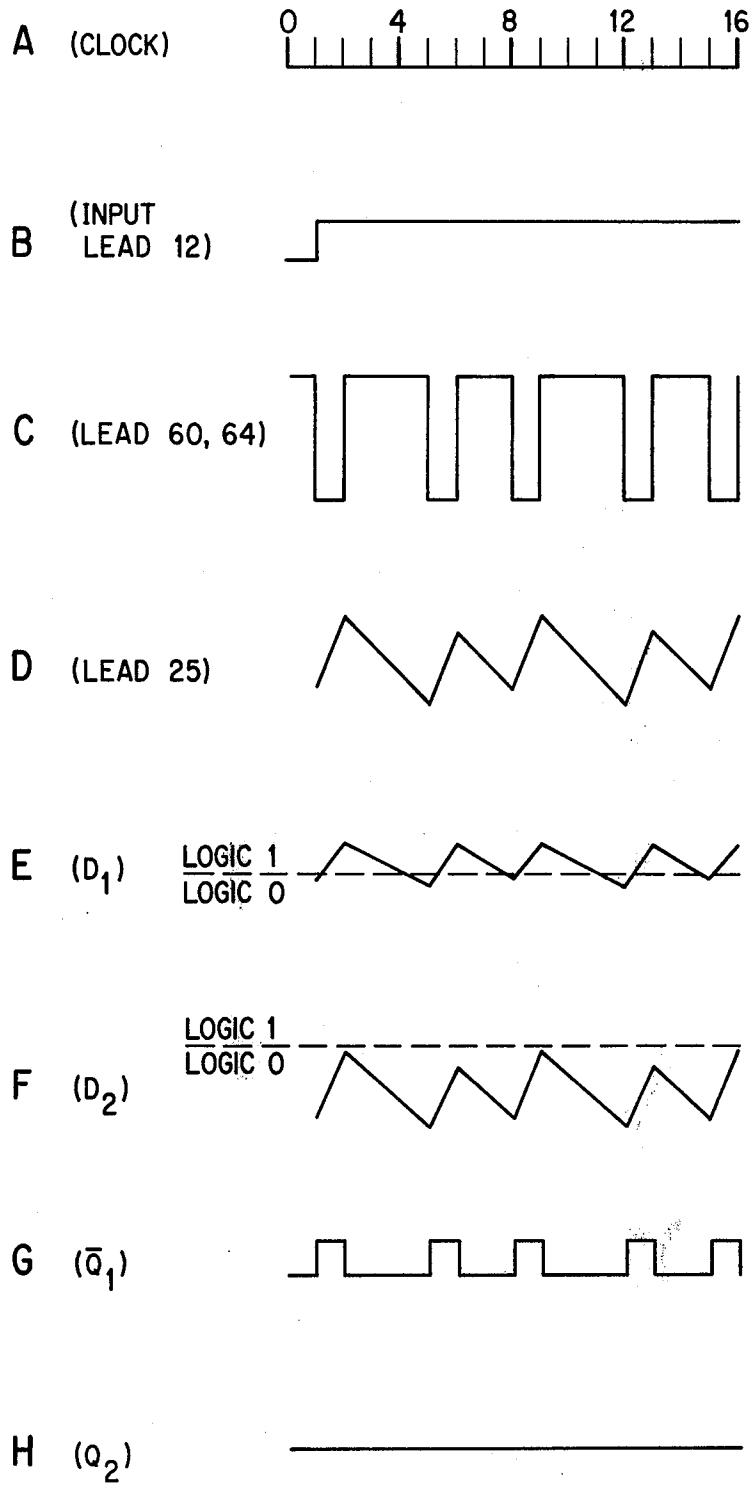 0 4 8 12 16
A (CLOCK)
B (INPUT
LEAD 12)
C (LEAD 60, 64)
D (LEAD 25)
E (D1) LOGIC 1
LOGIC 0
LOGIC 1
LOGIC 0
F (D2)
G (Q̅1)
H (Q2)